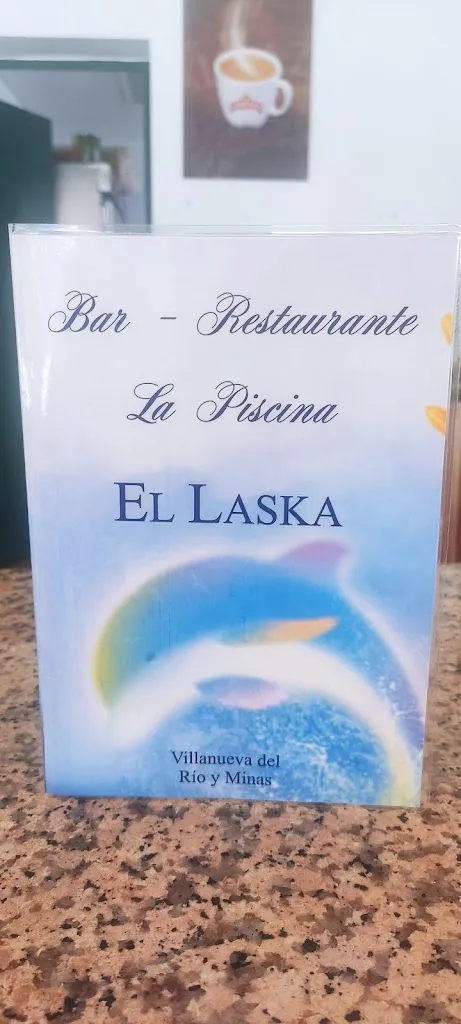 Bar - Restaurante
La Piscina
EL LASKA
Villanueva del
Río y Minas